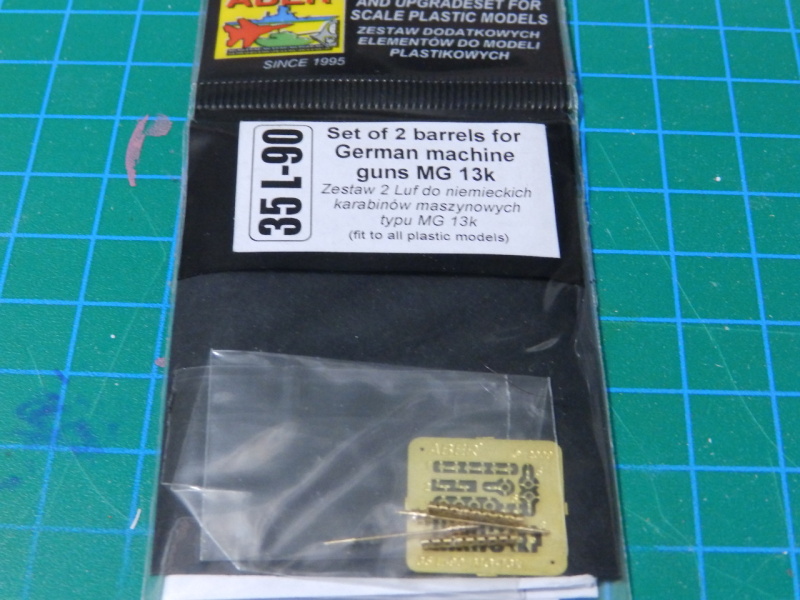 ABER
AND UPGRADESET FOR
SCALE PLASTIC MODELS
ZESTAW DODATKOWYCH
ELEMENTÓW DO MODELI
PLASTIKOWYCH
SINCE 1995
35 L-90
Set of 2 barrels for
German machine
guns MG 13k
Zestaw 2 Luf do niemieckich
karabinów maszynowych
typu MG 13k
(fit to all plastic models)
ABER